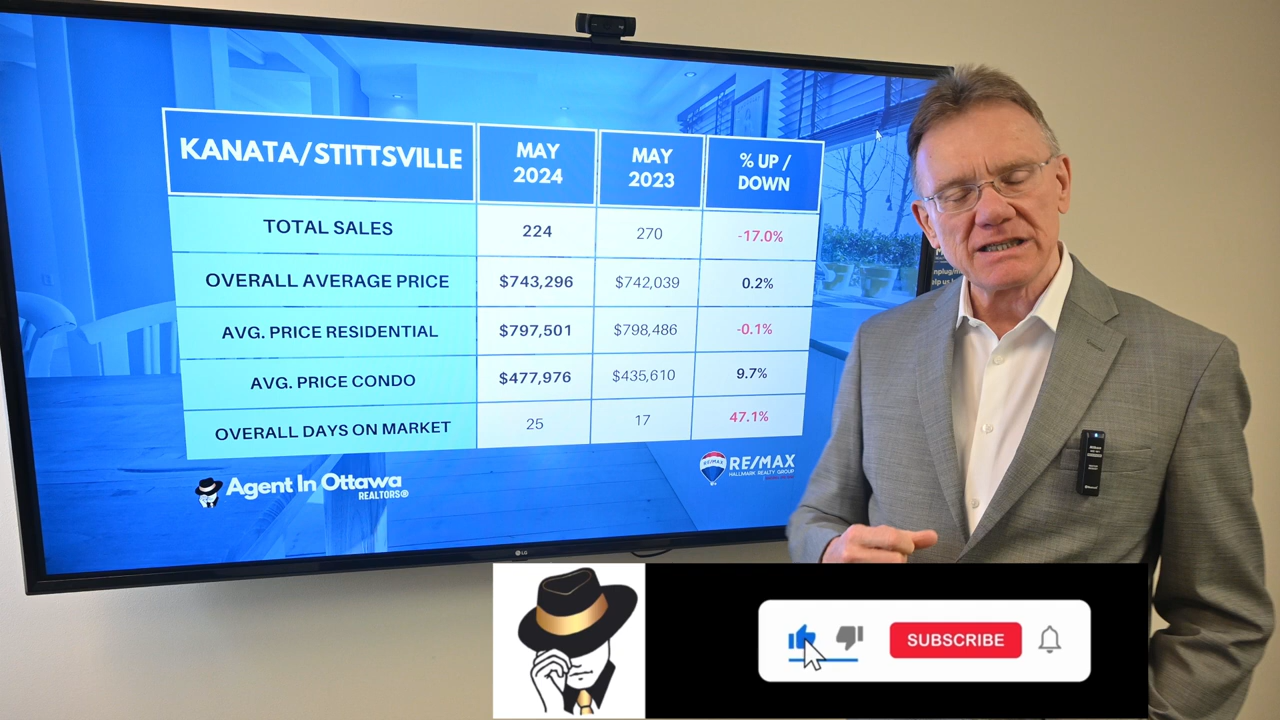 KANATA/STITTSVILLE
MAY 2024
MAY 2023
% UP / DOWN
TOTAL SALES 224 270 -17.0%
OVERALL AVERAGE PRICE $743,296 $742,039 0.2%
AVG. PRICE RESIDENTIAL $797,501 $798,486 -0.1%
AVG. PRICE CONDO $477,976 $435,610 9.7%
OVERALL DAYS ON MARKET 25 17 47.1%
Agent In Ottawa
REALTORS®
RE/MAX
HALLMARK REALTY GROUP
LG
SUBSCRIBE